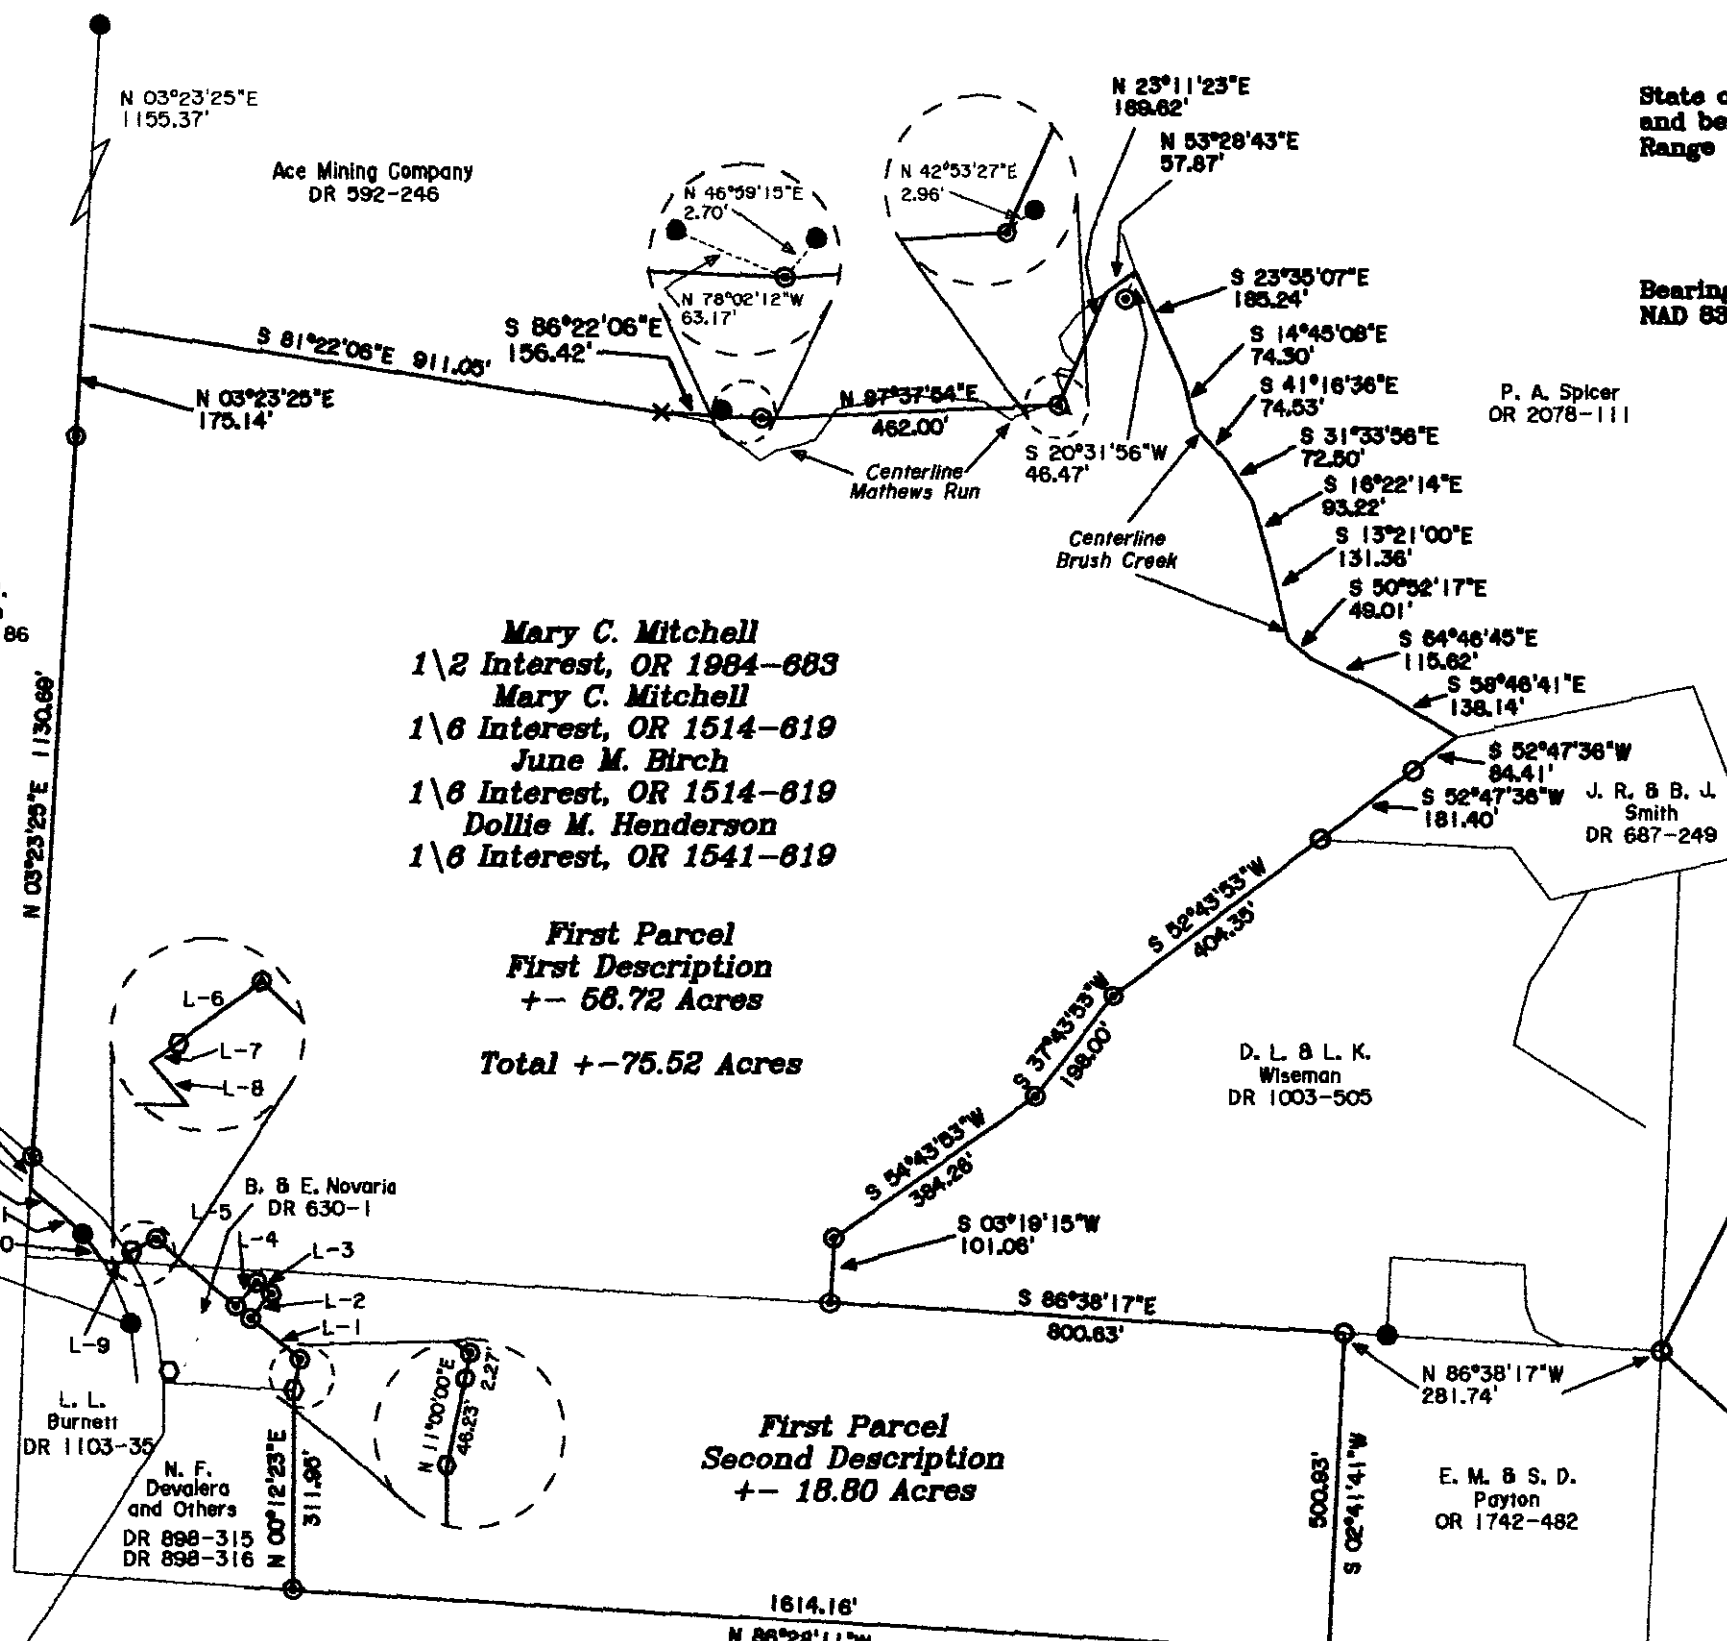 N 03°23'25"E
1155.37'
Ace Mining Company
DR 592-246
N 46°59'15"E
2.70'
N 78°02'12"W
63.17'
N 42°53'27"E
2.96'
N 23°11'23"E
189.62'
N 53°28'43"E
57.87'
State
and be
Range
Bearing
NAD 83
S 81°22'06"E 911.05'
S 86°22'06"E
156.42'
N 03°23'25"E
175.14'
N 87°37'54"E
462.00'
Centerline
Mathews Run
S 20°31'56"W
46.47'
S 23°35'07"E
185.24'
S 14°45'08"E
74.30'
S 41°16'36"E
74.53'
S 31°33'56"E
72.50'
S 16°22'14"E
93.22'
S 13°21'00"E
131.36'
S 50°52'17"E
49.01'
S 64°46'45"E
115.62'
S 58°46'41"E
138.14'
P. A. Spicer
OR 2078-111
Centerline
Brush Creek
86
N 03°23'25"E 1130.69'
Mary C. Mitchell
1\2 Interest, OR 1984-683
Mary C. Mitchell
1\6 Interest, OR 1514-619
June M. Birch
1\6 Interest, OR 1514-619
Dollie M. Henderson
1\6 Interest, OR 1541-619
First Parcel
First Description
+- 56.72 Acres
Total +-75.52 Acres
S 52°47'36"W
84.41'
S 52°47'36"W
181.40'
J. R. & B. J.
Smith
DR 687-249
S 52°43'53"W
404.35'
S 37°43'53"W
198.00'
S 54°43'53"W
384.26'
S 03°19'15"W
101.06'
D. L. & L. K.
Wiseman
DR 1003-505
L-6
L-7
L-8
B. & E. Novaria
DR 630-1
L-5
L-4
L-3
L-2
L-1
L-9
S 86°38'17"E
800.63'
N 86°38'17"W
281.74'
L. L.
Burnett
DR 1103-35
N. F.
Devalera
and Others
DR 898-315
DR 898-316
N 00°12'23"E
311.95'
N 11°00'00"E
46.23'
2.27'
First Parcel
Second Description
+- 18.80 Acres
500.93'
S 02°41'41"W
E. M. & S. D.
Payton
OR 1742-482
1614.16'
N 86°28'11"W